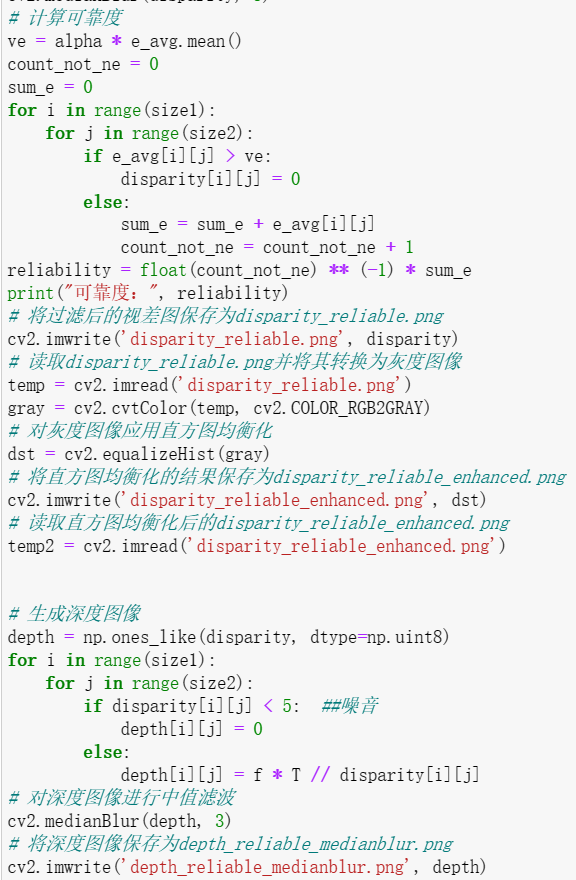 # 计算可靠度
ve = alpha * e_avg.mean()
count_not_ne = 0
sum_e = 0
for i in range(size1):
    for j in range(size2):
        if e_avg[i][j] > ve:
            disparity[i][j] = 0
        else:
            sum_e = sum_e + e_avg[i][j]
            count_not_ne = count_not_ne + 1
reliability = float(count_not_ne) ** (-1) * sum_e
print("可靠度：", reliability)
# 将过滤后的视差图保存为disparity_reliable.png
cv2.imwrite('disparity_reliable.png', disparity)
# 读取disparity_reliable.png并将其转换为灰度图像
temp = cv2.imread('disparity_reliable.png')
gray = cv2.cvtColor(temp, cv2.COLOR_RGB2GRAY)
# 对灰度图像应用直方图均衡化
dst = cv2.equalizeHist(gray)
# 将直方图均衡化的结果保存为disparity_reliable_enhanced.png
cv2.imwrite('disparity_reliable_enhanced.png', dst)
# 读取直方图均衡化后的disparity_reliable_enhanced.png
temp2 = cv2.imread('disparity_reliable_enhanced.png')
# 生成深度图像
depth = np.ones_like(disparity, dtype=np.uint8)
for i in range(size1):
    for j in range(size2):
        if disparity[i][j] < 5:  ##噪音
            depth[i][j] = 0
        else:
            depth[i][j] = f * T // disparity[i][j]
# 对深度图像进行中值滤波
cv2.medianBlur(depth, 3)
# 将深度图像保存为depth_reliable_medianblur.png
cv2.imwrite('depth_reliable_medianblur.png', depth)